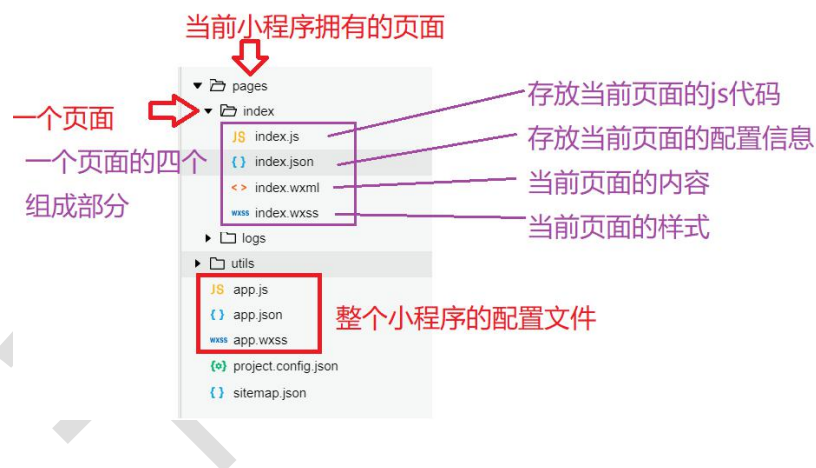 当前小程序拥有的页面
pages
一个页面
index
存放当前页面的js代码
JS index.js
存放当前页面的配置信息
一个页面的四个
{ } index.json
当前页面的内容
< > index.wxml
组成部分
wxss index.wxss
当前页面的样式
logs
utils
JS app.js
{ } app.json
整个小程序的配置文件
wxss app.wxss
{o} project.config.json
{ } sitemap.json